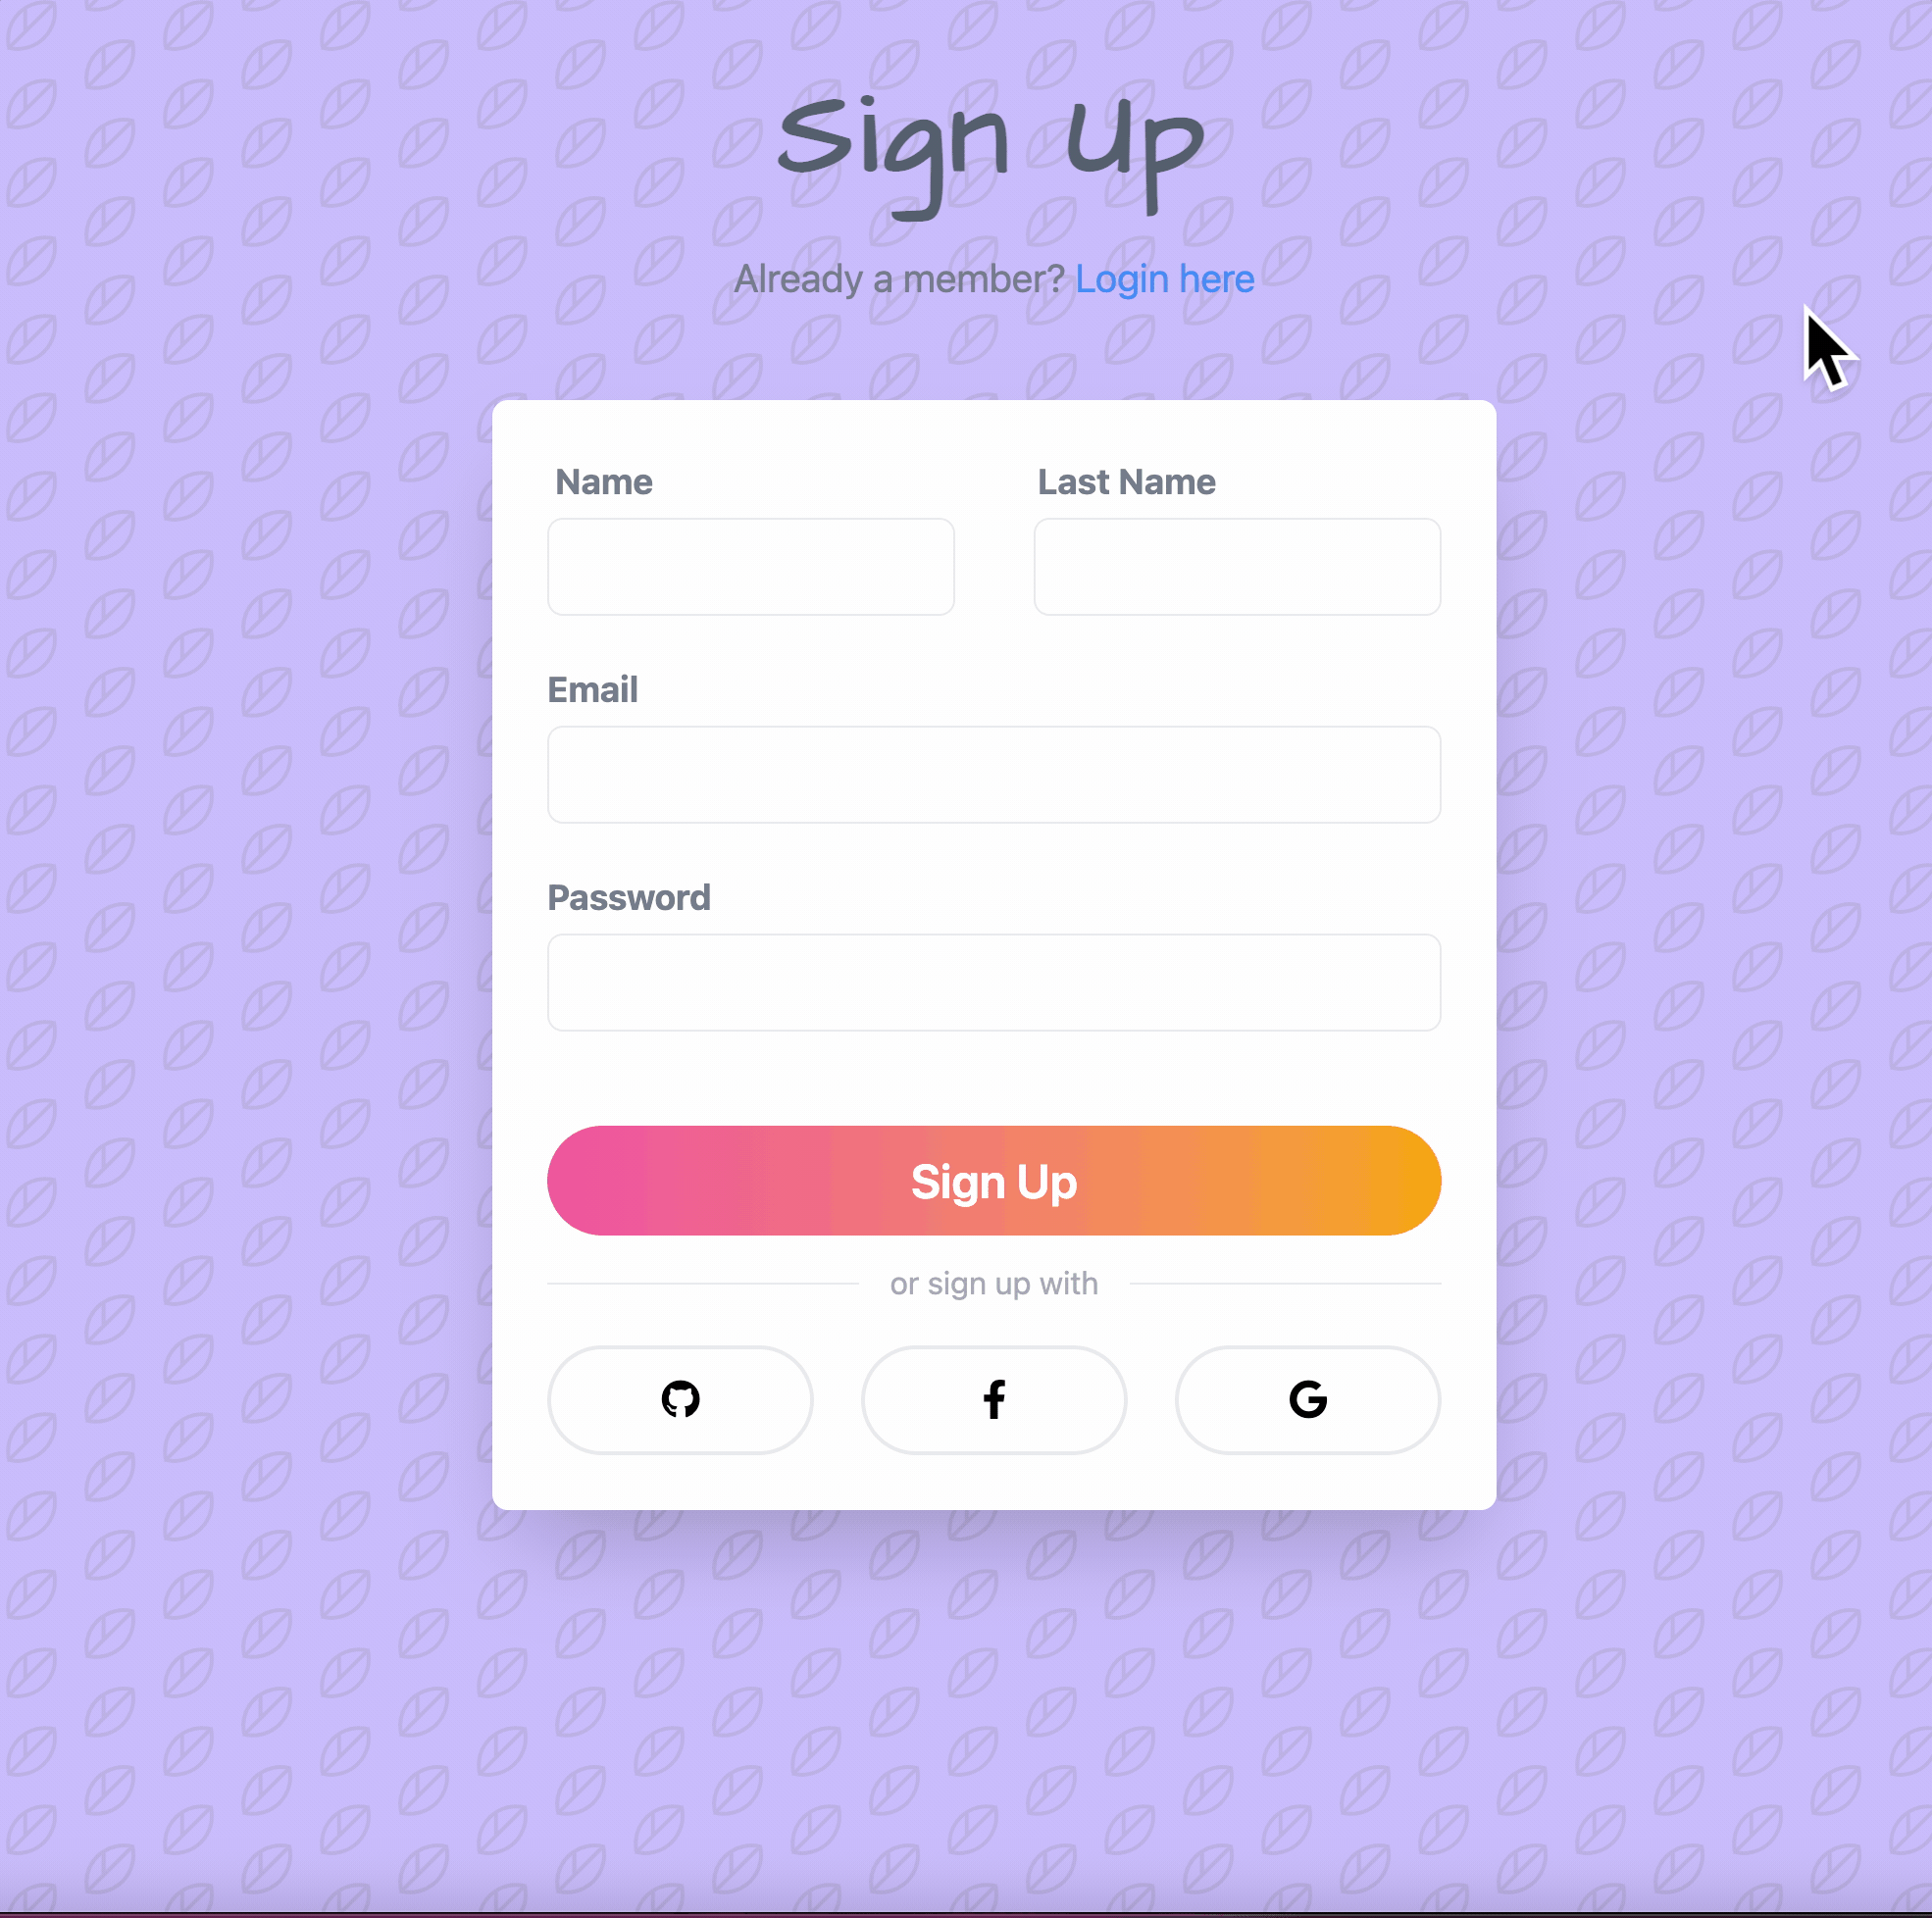 Sign Up
Already a member? Login here
Name Last Name
Email
Password
Sign Up
or sign up with